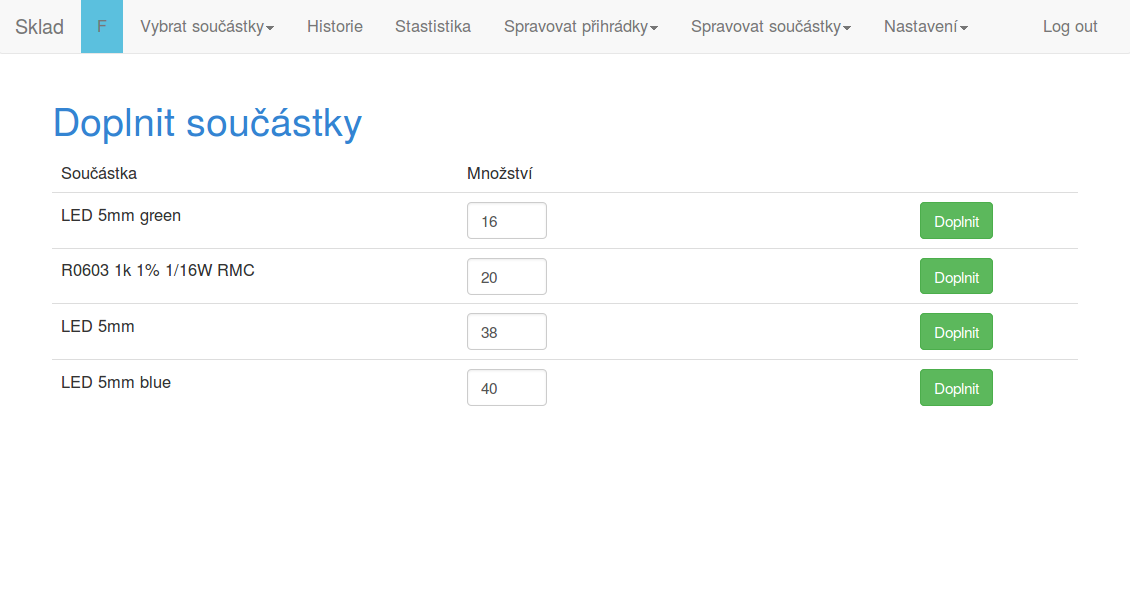 Sklad F Vybrat součástky Historie Stastistika Spravovat přihrádky Spravovat součástky Nastavení Log out
Doplnit součástky
Součástka Množství
LED 5mm green 16 Doplnit
R0603 1k 1% 1/16W RMC 20 Doplnit
LED 5mm 38 Doplnit
LED 5mm blue 40 Doplnit